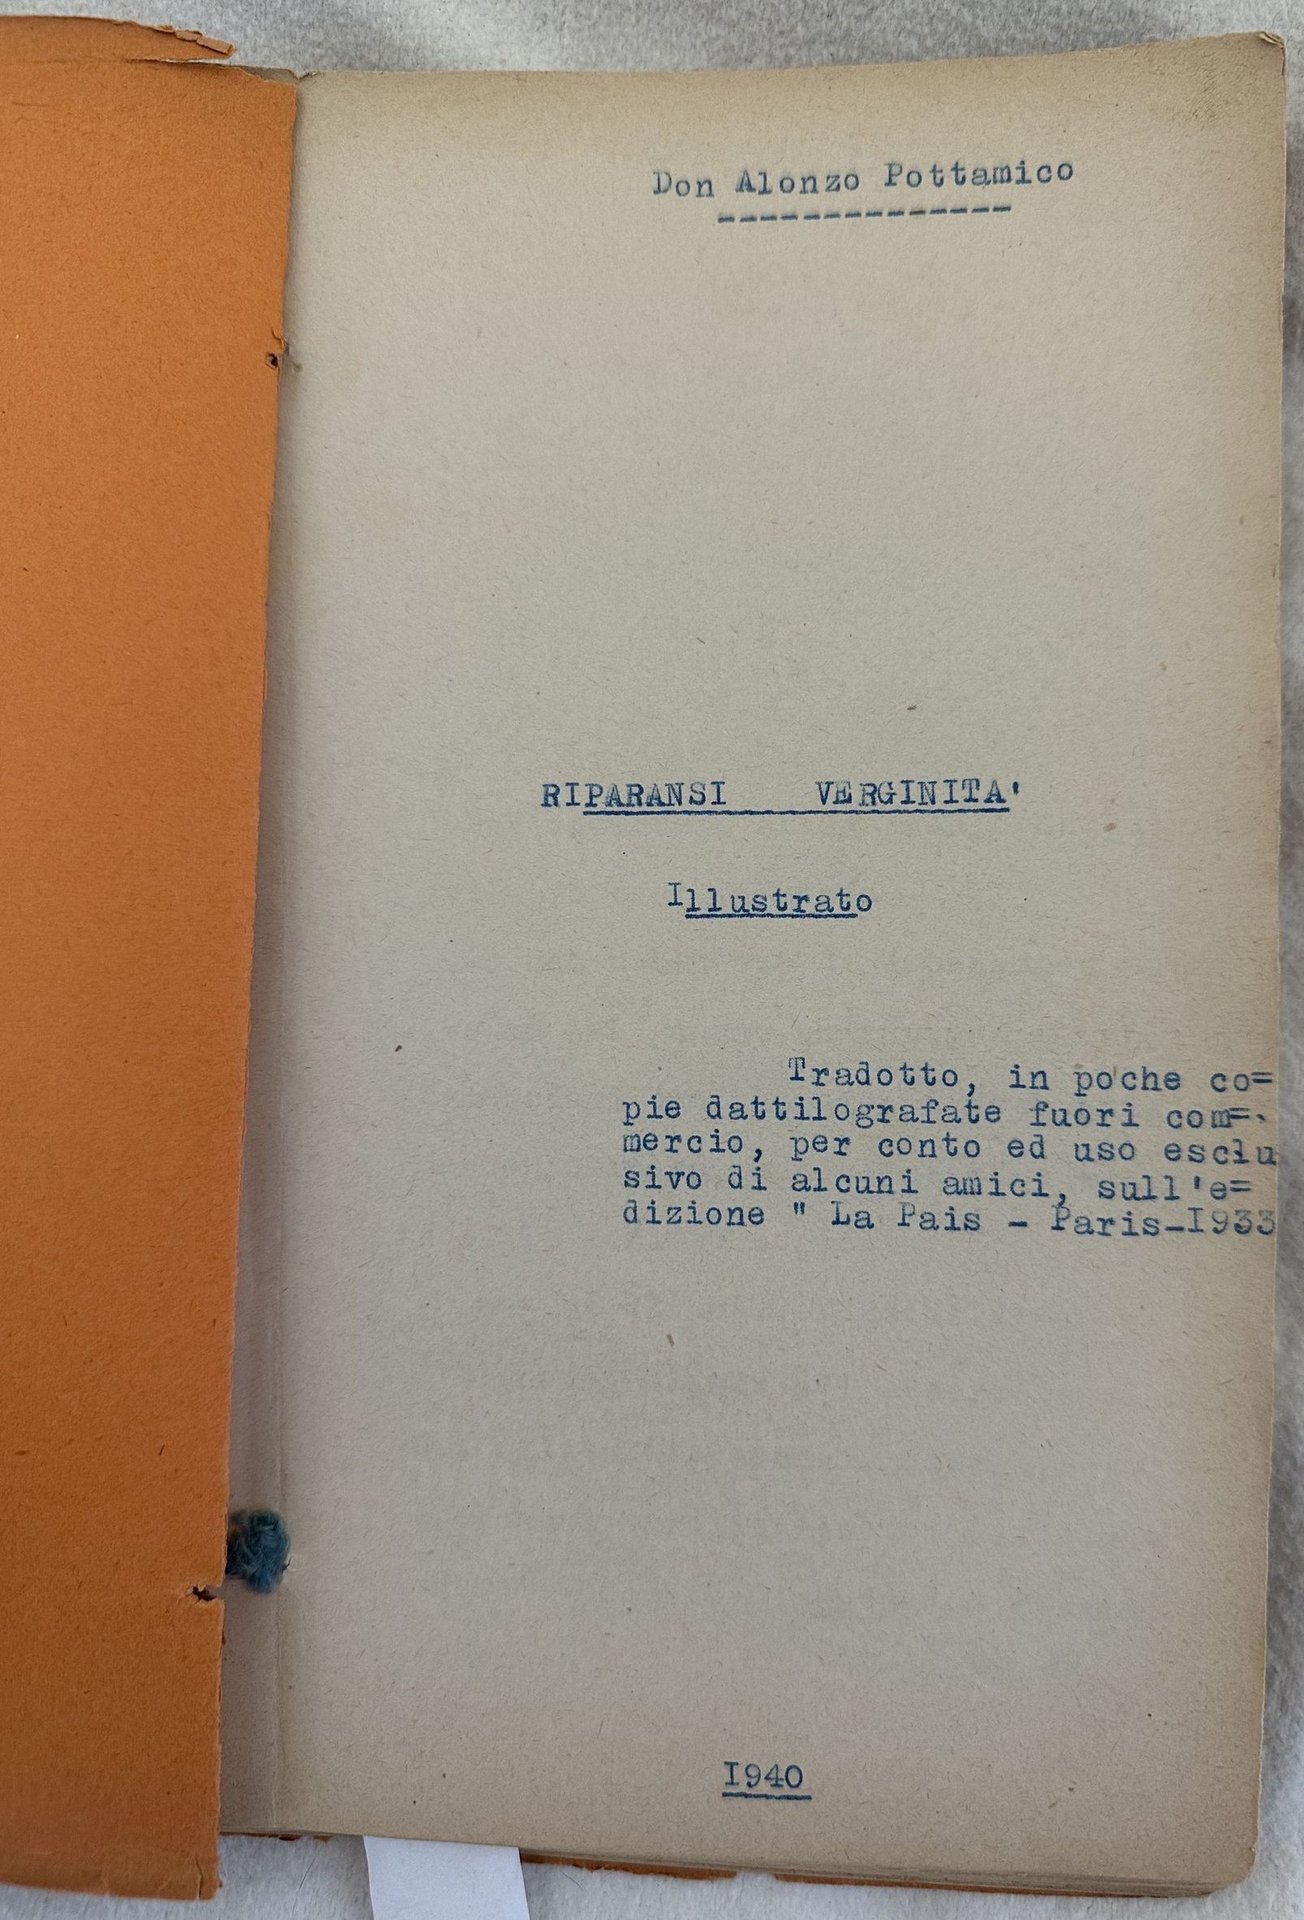 Don Alonzo Pottamico
--------------
RIPARANSI VERGINITA'
Illustrato
Tradotto, in poche co=
pie dattilografate fuori com=
mercio, per conto ed uso esclu
sivo di alcuni amici, sull'e=
dizione " La Pais - Paris-I933
I940